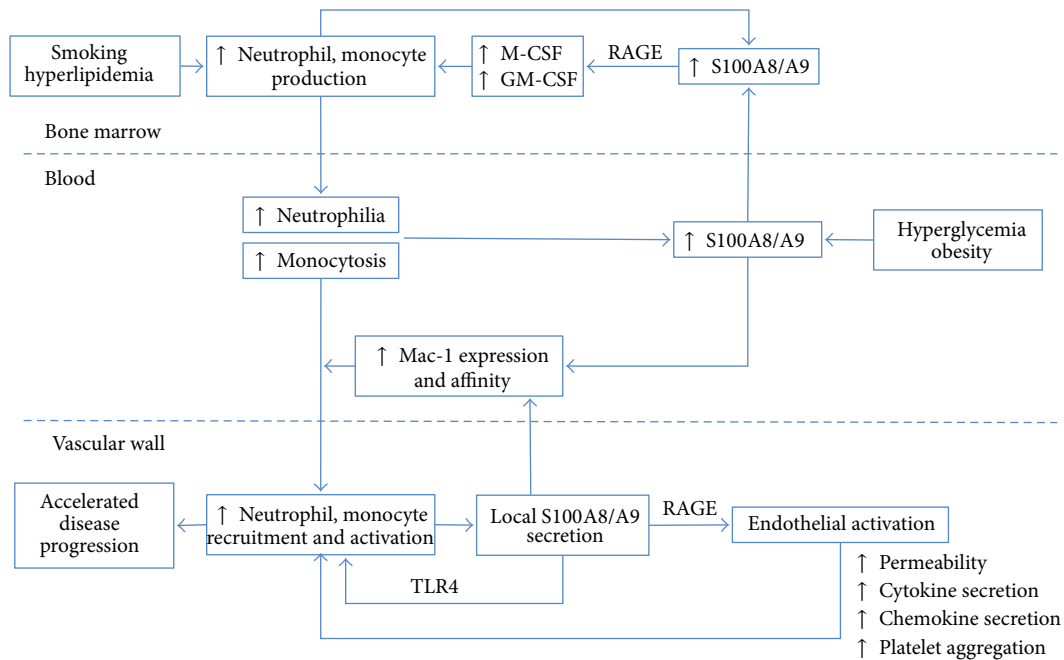 Smoking
hyperlipidemia
↑ Neutrophil, monocyte
production
↑ M-CSF
↑ GM-CSF
RAGE
↑ S100A8/A9
Bone marrow
Blood
↑ Neutrophilia
↑ Monocytosis
↑ S100A8/A9
Hyperglycemia
obesity
↑ Mac-1 expression
and affinity
Vascular wall
Accelerated
disease
progression
↑ Neutrophil, monocyte
recruitment and activation
Local S100A8/A9
secretion
RAGE
Endothelial activation
TLR4
↑ Permeability
↑ Cytokine secretion
↑ Chemokine secretion
↑ Platelet aggregation